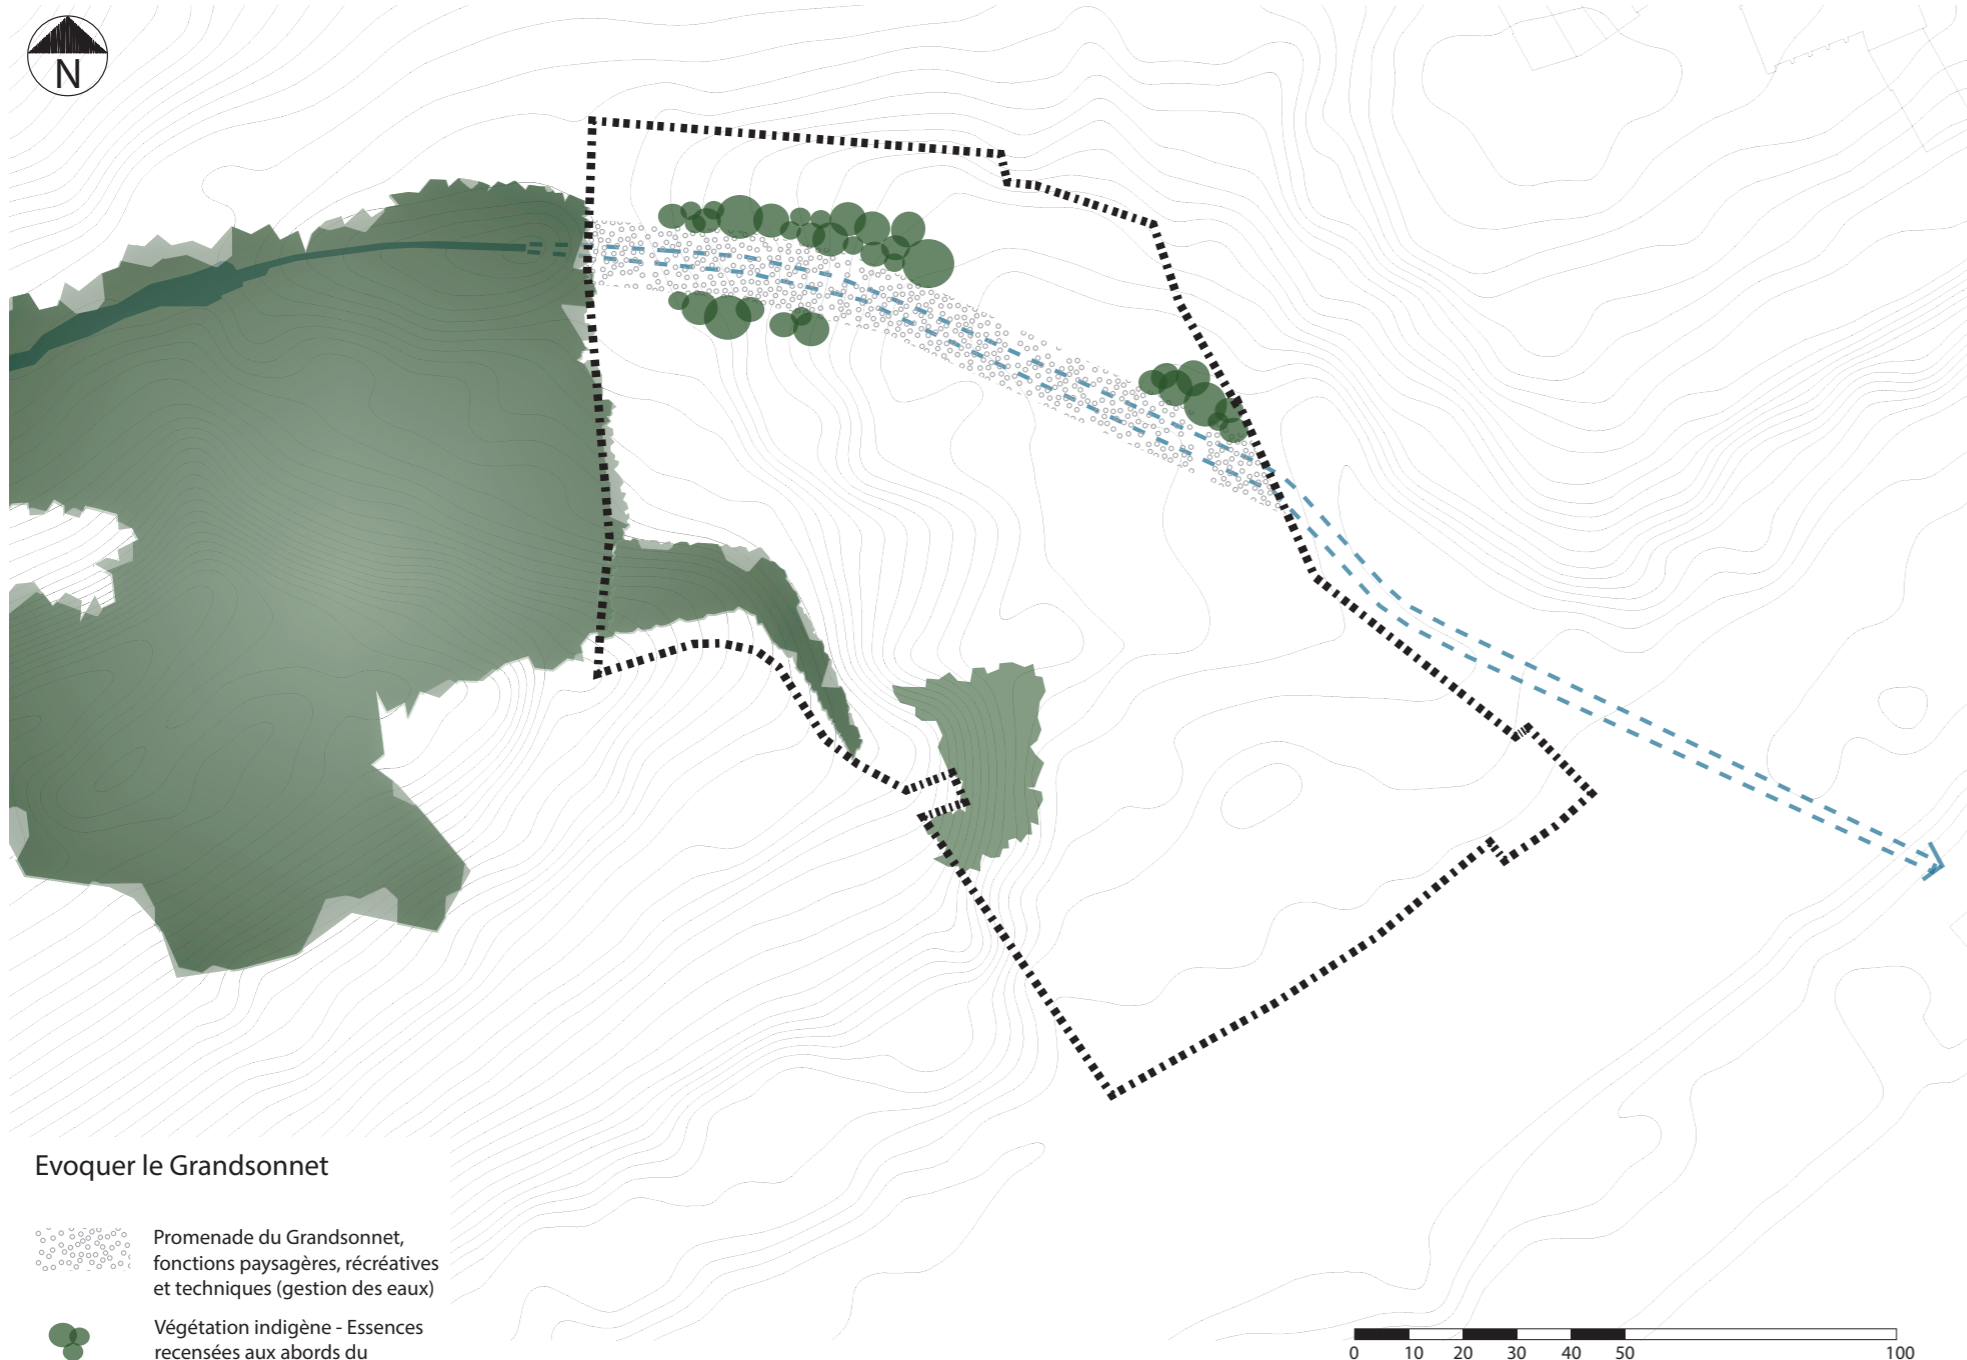 N
Evoquer le Grandsonnet
Promenade du Grandsonnet,
fonctions paysagères, récréatives
et techniques (gestion des eaux)
Végétation indigène - Essences
recensées aux abords du
0 10 20 30 40 50 100